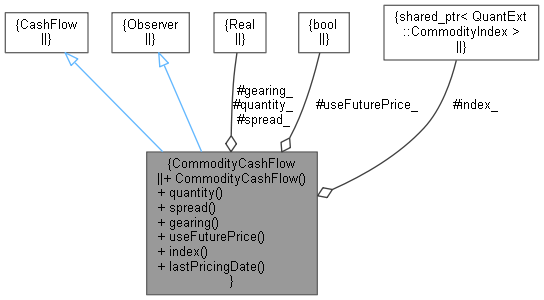 {CashFlow
||}
{Observer
||}
{Real
||}
{bool
||}
{shared_ptr< QuantExt
::CommodityIndex >
||}
#gearing_
#quantity_
#spread_
#useFuturePrice_
#index_
{CommodityCashFlow
||+ CommodityCashFlow()
+ quantity()
+ spread()
+ gearing()
+ useFuturePrice()
+ index()
+ lastPricingDate()
}